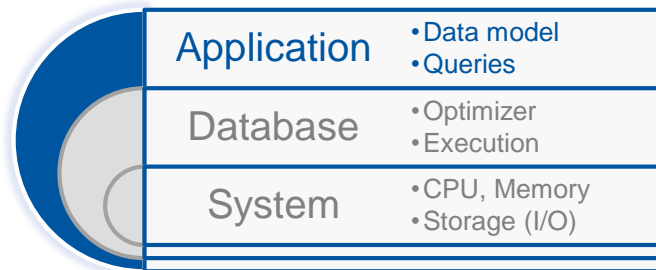 Application
•Data model
•Queries
Database
•Optimizer
•Execution
System
•CPU, Memory
•Storage (I/O)